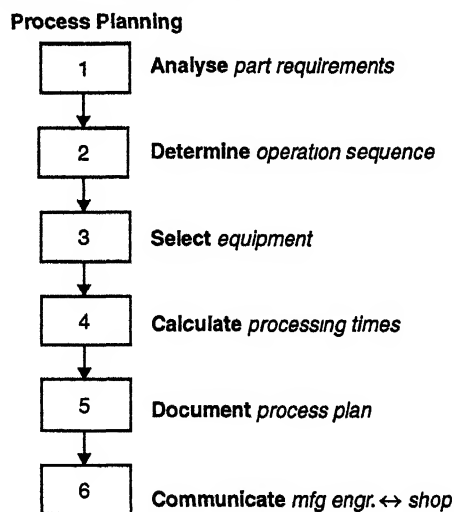 Process Planning
1 Analyse part requirements
2 Determine operation sequence
3 Select equipment
4 Calculate processing times
5 Document process plan
6 Communicate mfg engr. ↔ shop